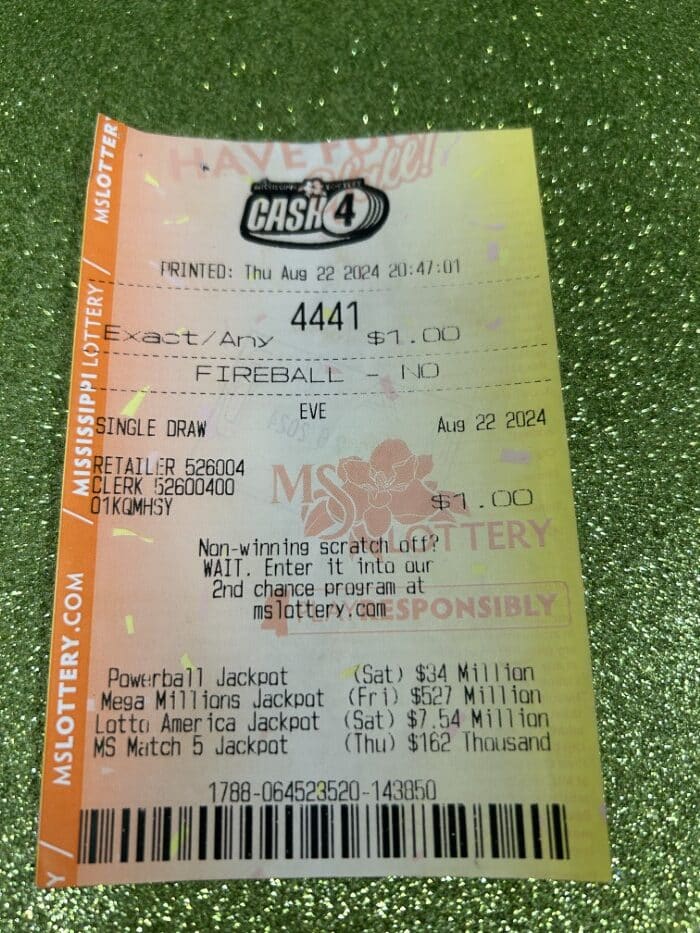 HAVE
MISSISSIPPI LOTTERY
CASH 4
PRINTED: Thu Aug 22 2024 20:47:01
4441
Exact/Any $1.00
FIREBALL - NO
EVE
SINGLE DRAW Aug 22 2024
RETAILER 526004
CLERK 52600400
01KQMHSY
$1.00
MS LOTTERY
Non-winning scratch off?
WAIT. Enter it into our
2nd chance program at
mslottery.com
RESPONSIBLY
Powerball Jackpot (Sat) $34 Million
Mega Millions Jackpot (Fri) $527 Million
Lotto America Jackpot (Sat) $7.54 Million
MS Match 5 Jackpot (Thu) $162 Thousand
1788-064523520-143850
MSLOTTERY.COM / MISSISSIPPI LOTTERY / MSLOTTER